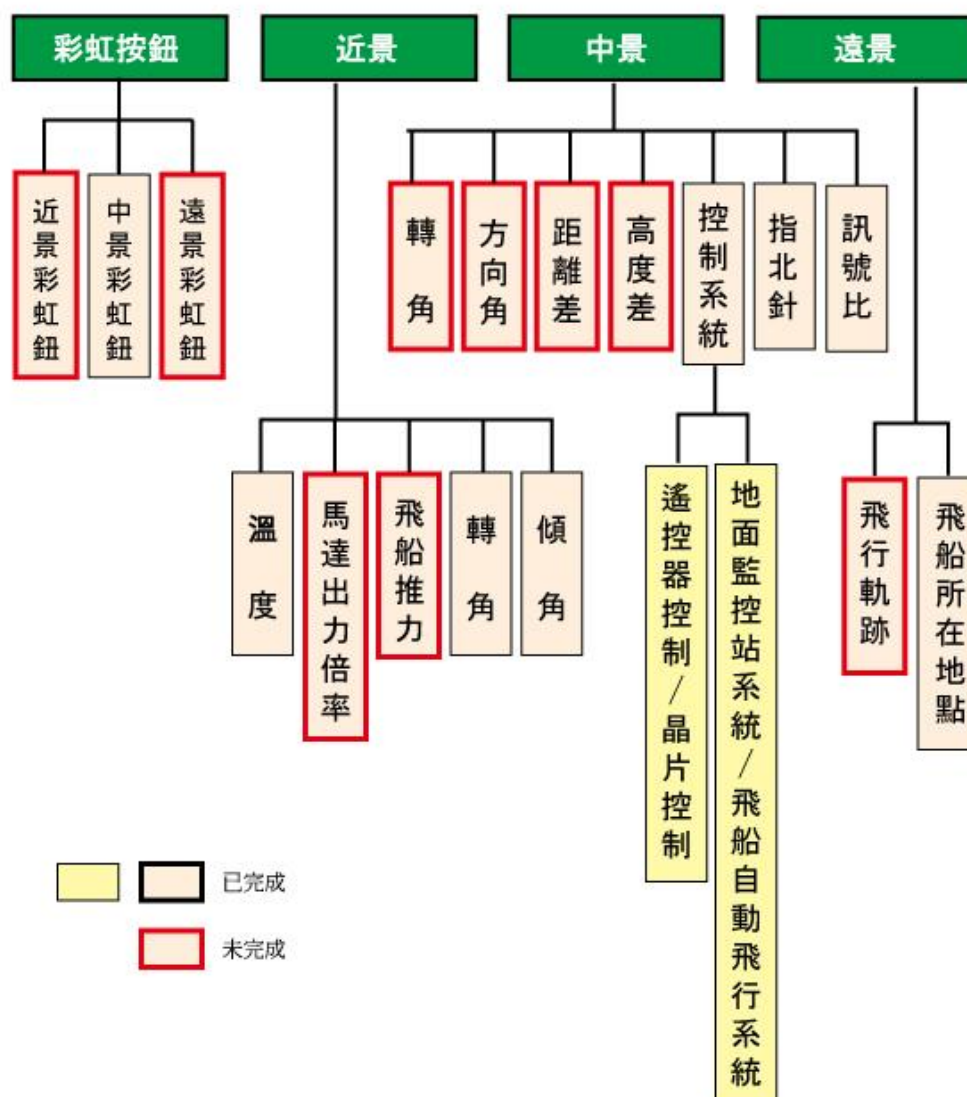 彩虹按鈕
近景
中景
遠景
近景彩虹鈕
中景彩虹鈕
遠景彩虹鈕
轉角
方向角
距離差
高度差
控制系統
指北針
訊號比
溫度
馬達出力倍率
飛船推力
轉角
傾角
遙控器控制/晶片控制
地面監控站系統/飛船自動飛行系統
飛行軌跡
飛船所在地點
已完成
未完成